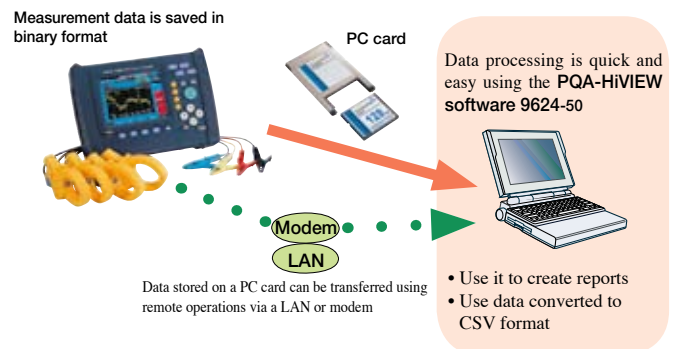 Measurement data is saved in
binary format
PC card
Data processing is quick and
easy using the PQA-HiVIEW
software 9624-50
Modem
LAN
Data stored on a PC card can be transferred using
remote operations via a LAN or modem
• Use it to create reports
• Use data converted to
CSV format